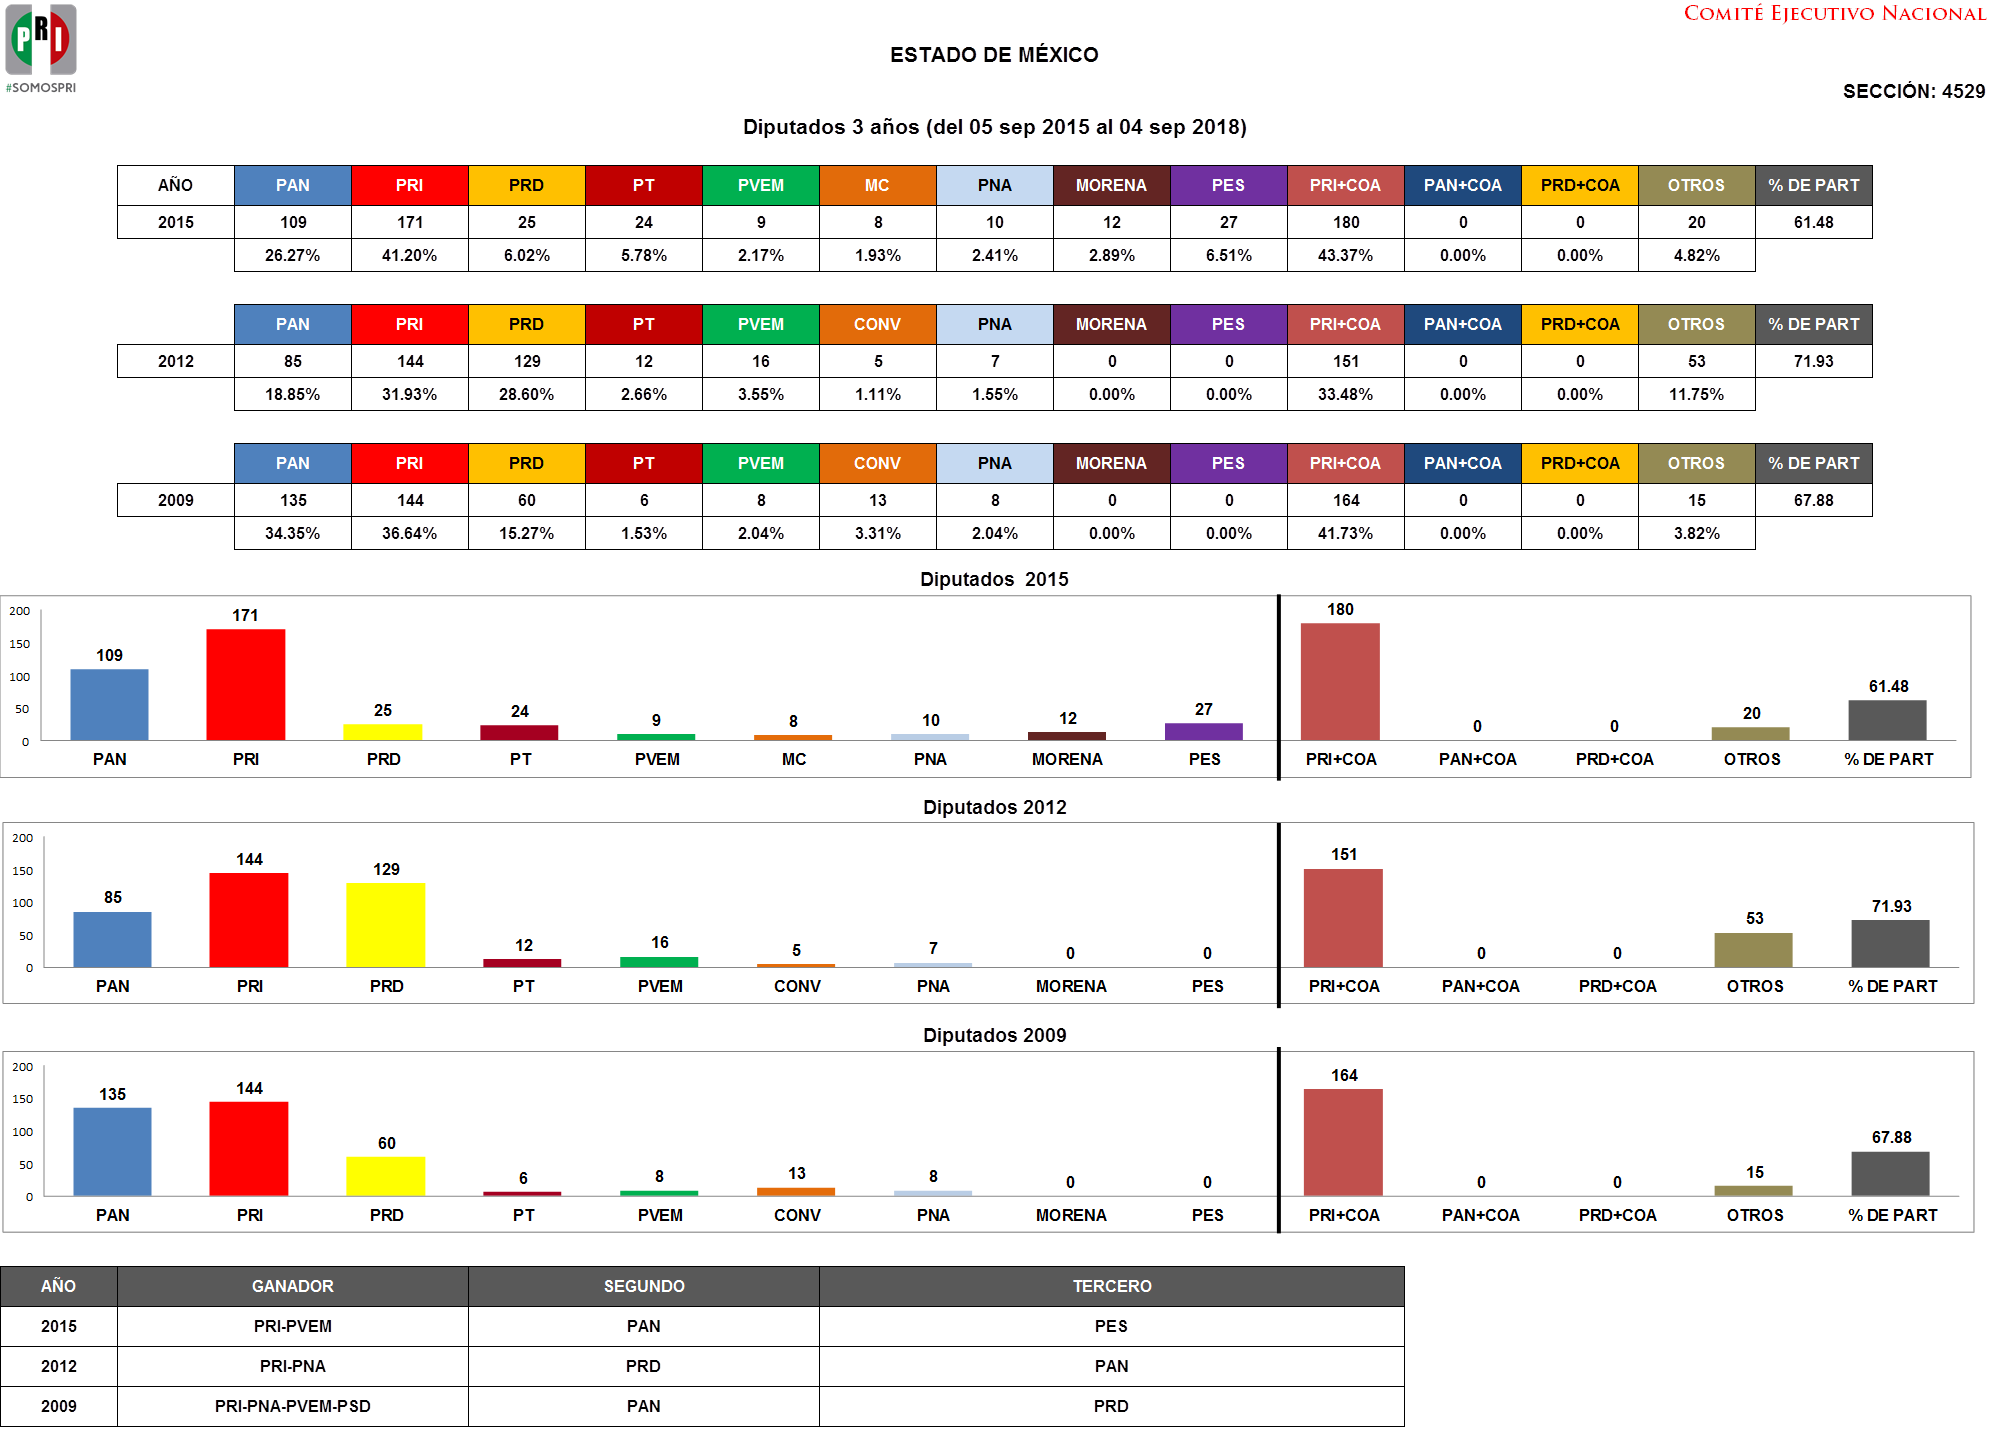 PRI
#SOMOSPRI
COMITÉ EJECUTIVO NACIONAL
ESTADO DE MÉXICO
SECCIÓN: 4529
Diputados 3 años (del 05 sep 2015 al 04 sep 2018)
AÑO PAN PRI PRD PT PVEM MC PNA MORENA PES PRI+COA PAN+COA PRD+COA OTROS % DE PART
2015 109 171 25 24 9 8 10 12 27 180 0 0 20 61.48
26.27% 41.20% 6.02% 5.78% 2.17% 1.93% 2.41% 2.89% 6.51% 43.37% 0.00% 0.00% 4.82%
PAN PRI PRD PT PVEM CONV PNA MORENA PES PRI+COA PAN+COA PRD+COA OTROS % DE PART
2012 85 144 129 12 16 5 7 0 0 151 0 0 53 71.93
18.85% 31.93% 28.60% 2.66% 3.55% 1.11% 1.55% 0.00% 0.00% 33.48% 0.00% 0.00% 11.75%
PAN PRI PRD PT PVEM CONV PNA MORENA PES PRI+COA PAN+COA PRD+COA OTROS % DE PART
2009 135 144 60 6 8 13 8 0 0 164 0 0 15 67.88
34.35% 36.64% 15.27% 1.53% 2.04% 3.31% 2.04% 0.00% 0.00% 41.73% 0.00% 0.00% 3.82%
Diputados 2015
200
150
100
50
0
109 171 25 24 9 8 10 12 27 180 0 0 20 61.48
PAN PRI PRD PT PVEM MC PNA MORENA PES PRI+COA PAN+COA PRD+COA OTROS % DE PART
Diputados 2012
200
150
100
50
0
85 144 129 12 16 5 7 0 0 151 0 0 53 71.93
PAN PRI PRD PT PVEM CONV PNA MORENA PES PRI+COA PAN+COA PRD+COA OTROS % DE PART
Diputados 2009
200
150
100
50
0
135 144 60 6 8 13 8 0 0 164 0 0 15 67.88
PAN PRI PRD PT PVEM CONV PNA MORENA PES PRI+COA PAN+COA PRD+COA OTROS % DE PART
AÑO GANADOR SEGUNDO TERCERO
2015 PRI-PVEM PAN PES
2012 PRI-PNA PRD PAN
2009 PRI-PNA-PVEM-PSD PAN PRD